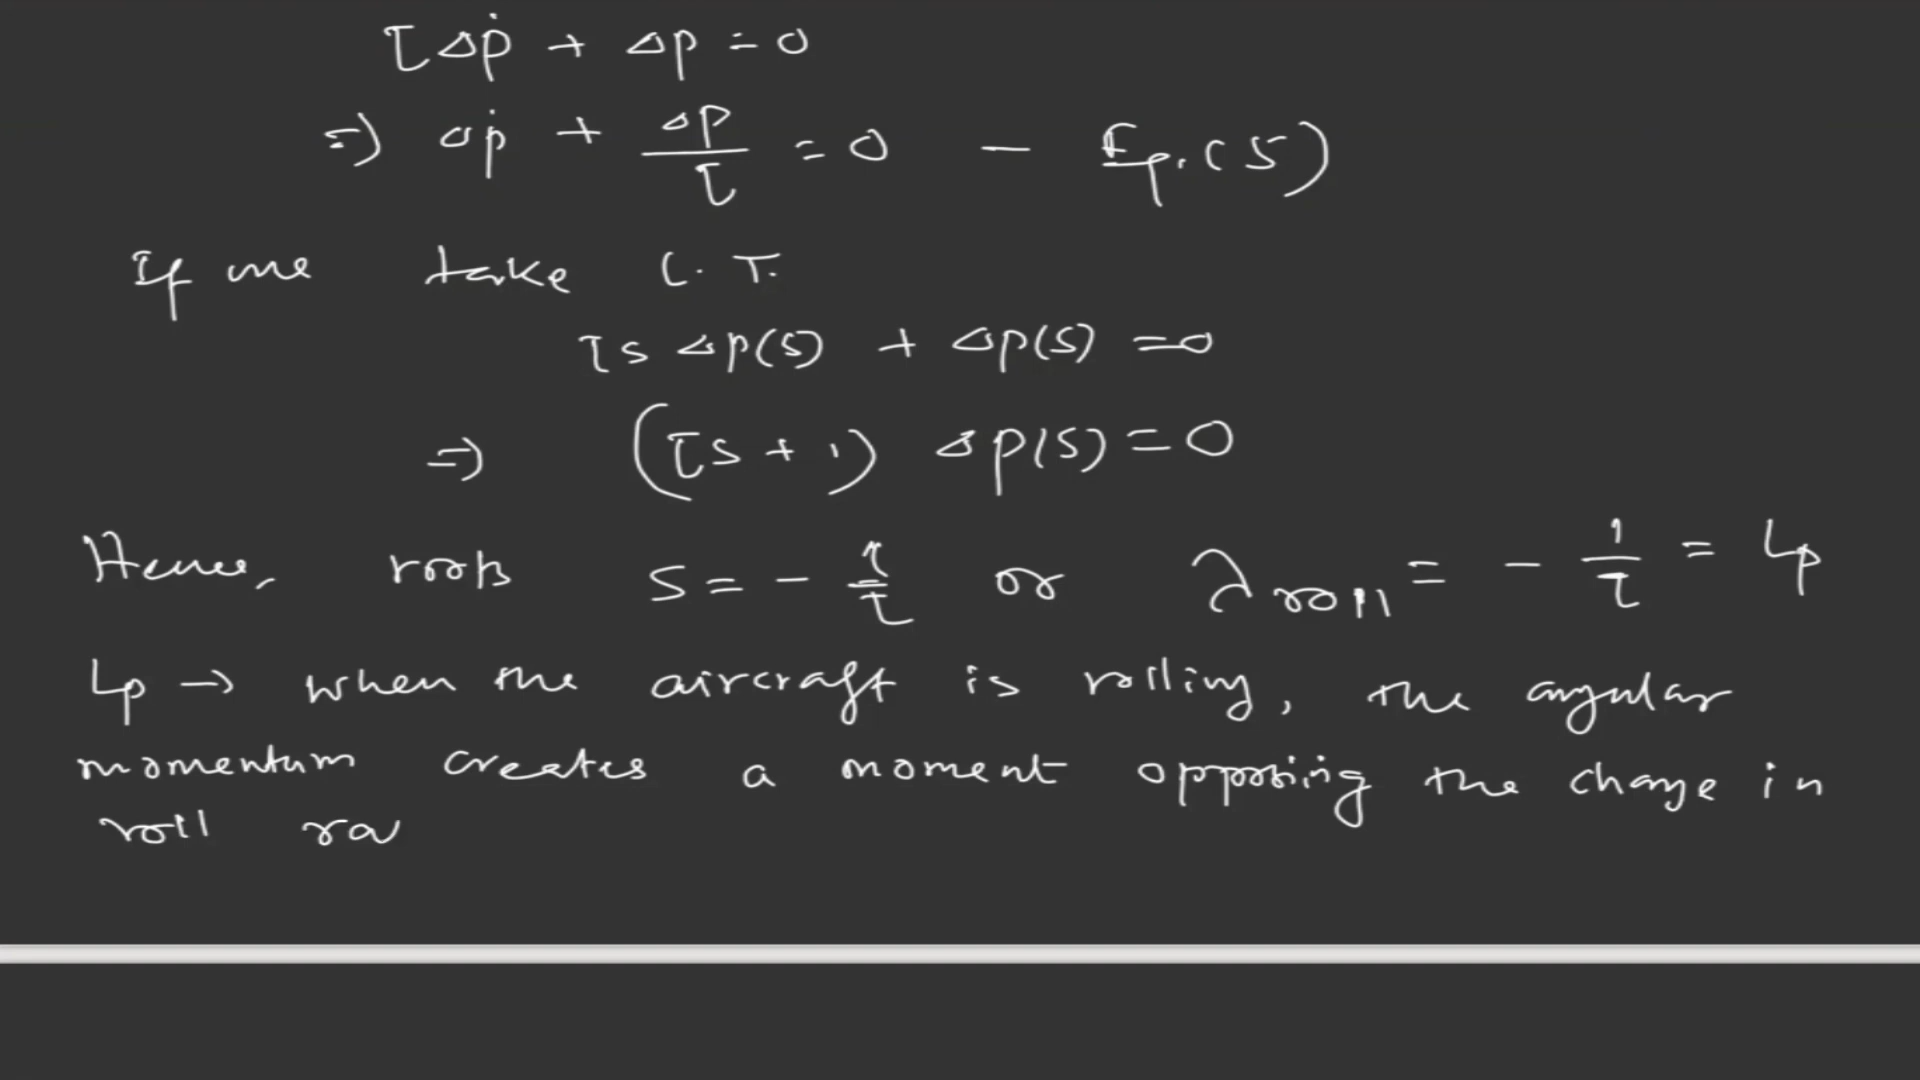 τΔṗ + Δp = 0
=) Δṗ + Δp/τ = 0 - Eq.(5)
If we take L.T.
τs Δp(s) + Δp(s) = 0
=) (τs + 1) Δp(s) = 0
Hence, roots s = - 1/τ or λroll = - 1/τ = Lp
Lp → when the aircraft is rolling, the angular
momentum creates a moment opposing the change in
roll ra